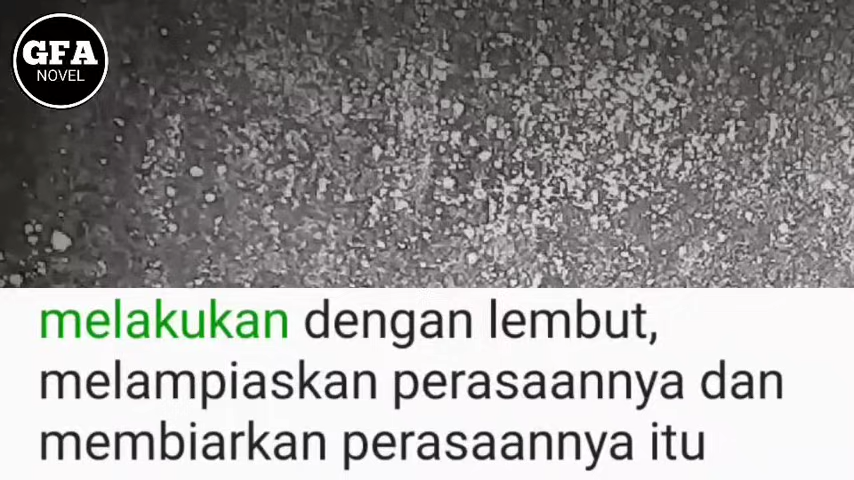 GFA
NOVEL
melakukan dengan lembut,
melampiaskan perasaannya dan
membiarkan perasaannya itu